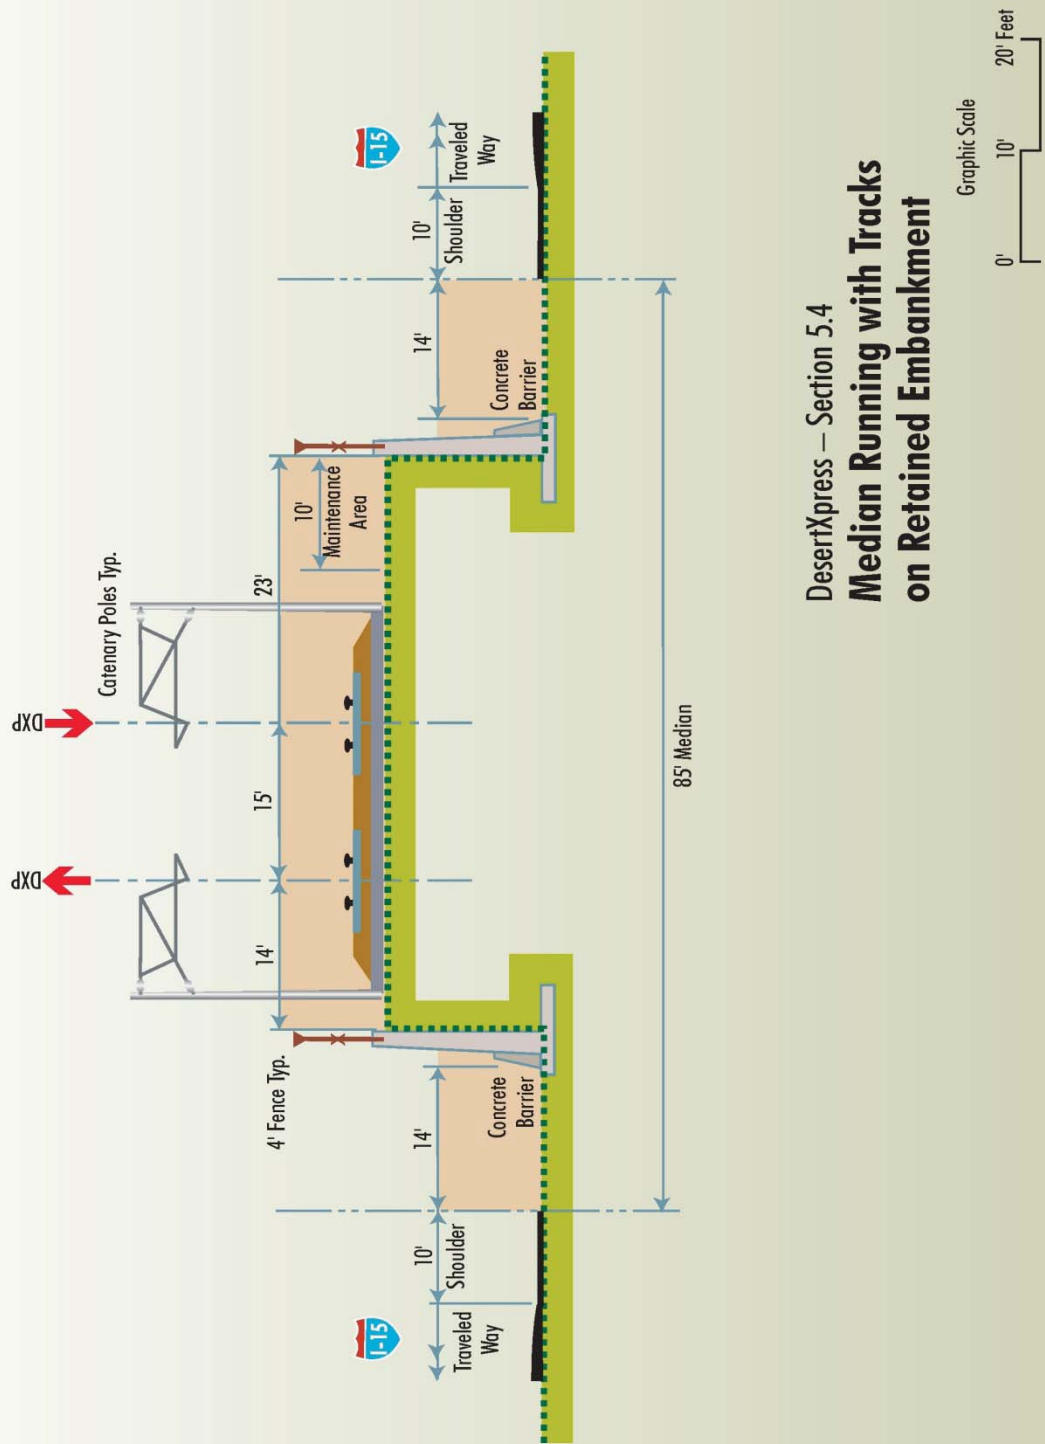 DXP
DXP
Catenary Poles Typ.
14'
15'
23'
4' Fence Typ.
10'
Maintenance
Area
I-15
I-15
10'
14'
14'
10'
Traveled
Way
Shoulder
Concrete
Barrier
Concrete
Barrier
Shoulder
Traveled
Way
85' Median
DesertXpress – Section 5.4
Median Running with Tracks
on Retained Embankment
Graphic Scale
0'
10'
20' Feet